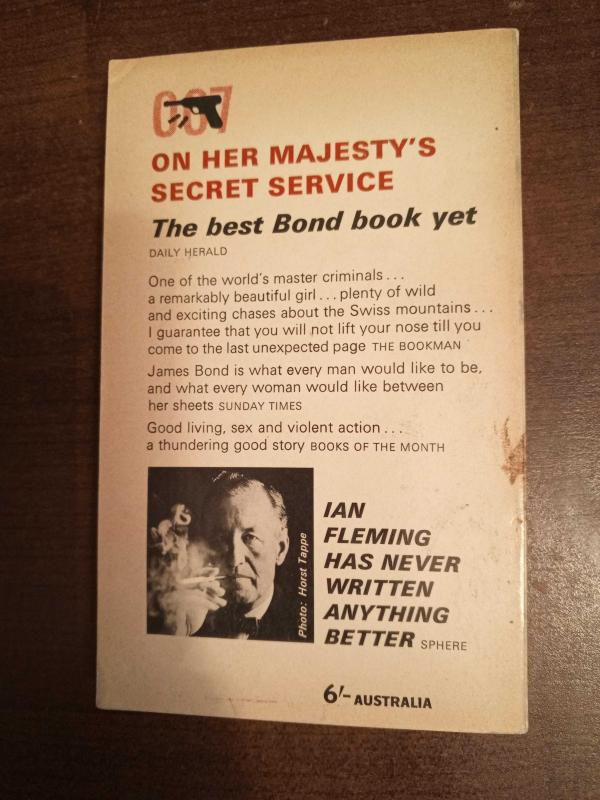 007
ON HER MAJESTY'S
SECRET SERVICE
The best Bond book yet
DAILY HERALD
One of the world's master criminals...
a remarkably beautiful girl...plenty of wild
and exciting chases about the Swiss mountains...
I guarantee that you will not lift your nose till you
come to the last unexpected page THE BOOKMAN
James Bond is what every man would like to be,
and what every woman would like between
her sheets SUNDAY TIMES
Good living, sex and violent action...
a thundering good story BOOKS OF THE MONTH
Photo: Horst Tappe
IAN
FLEMING
HAS NEVER
WRITTEN
ANYTHING
BETTER SPHERE
6/- AUSTRALIA